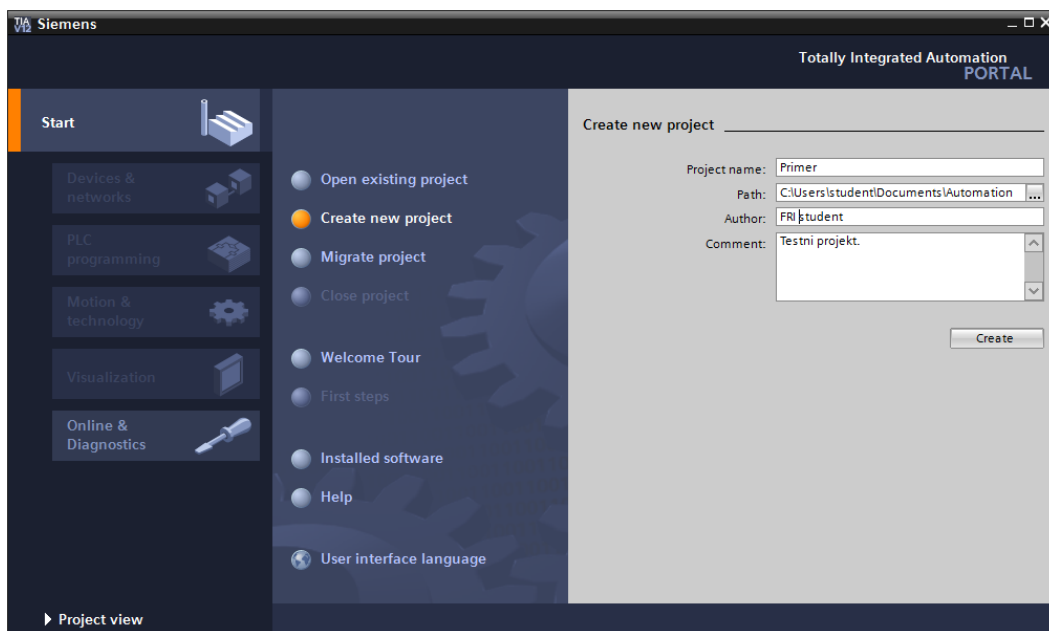 TIA V12 Siemens
Totally Integrated Automation
PORTAL
Start
Devices &
networks
PLC
programming
Motion &
technology
Visualization
Online &
Diagnostics
Open existing project
Create new project
Migrate project
Close project
Welcome Tour
First steps
Installed software
Help
User interface language
Create new project
Project name: Primer
Path: C:\Users\student\Documents\Automation ...
Author: FRI student
Comment: Testni projekt.
Create
Project view